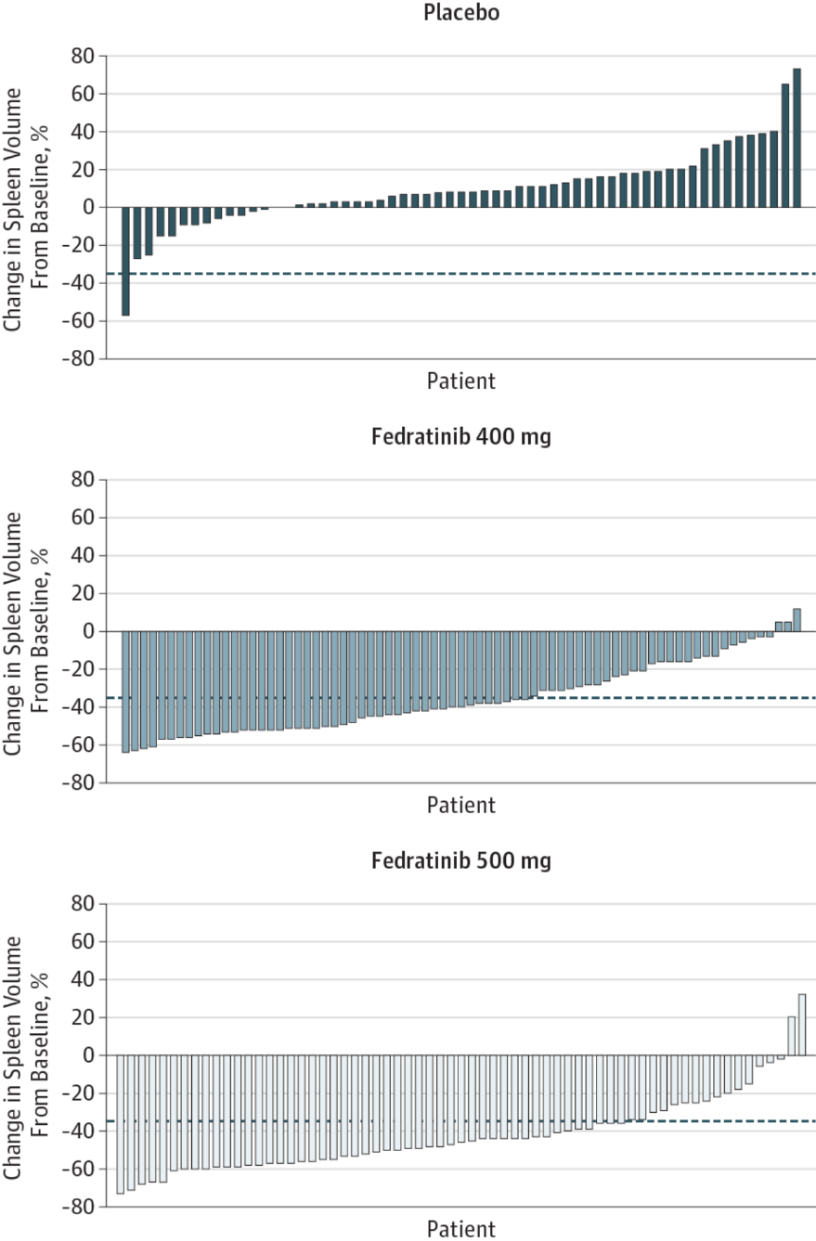 Placebo
80
60
40
20
0
-20
-40
-60
-80
Change in Spleen Volume
From Baseline, %
Patient
Fedratinib 400 mg
80
60
40
20
0
-20
-40
-60
-80
Change in Spleen Volume
From Baseline, %
Patient
Fedratinib 500 mg
80
60
40
20
0
-20
-40
-60
-80
Change in Spleen Volume
From Baseline, %
Patient